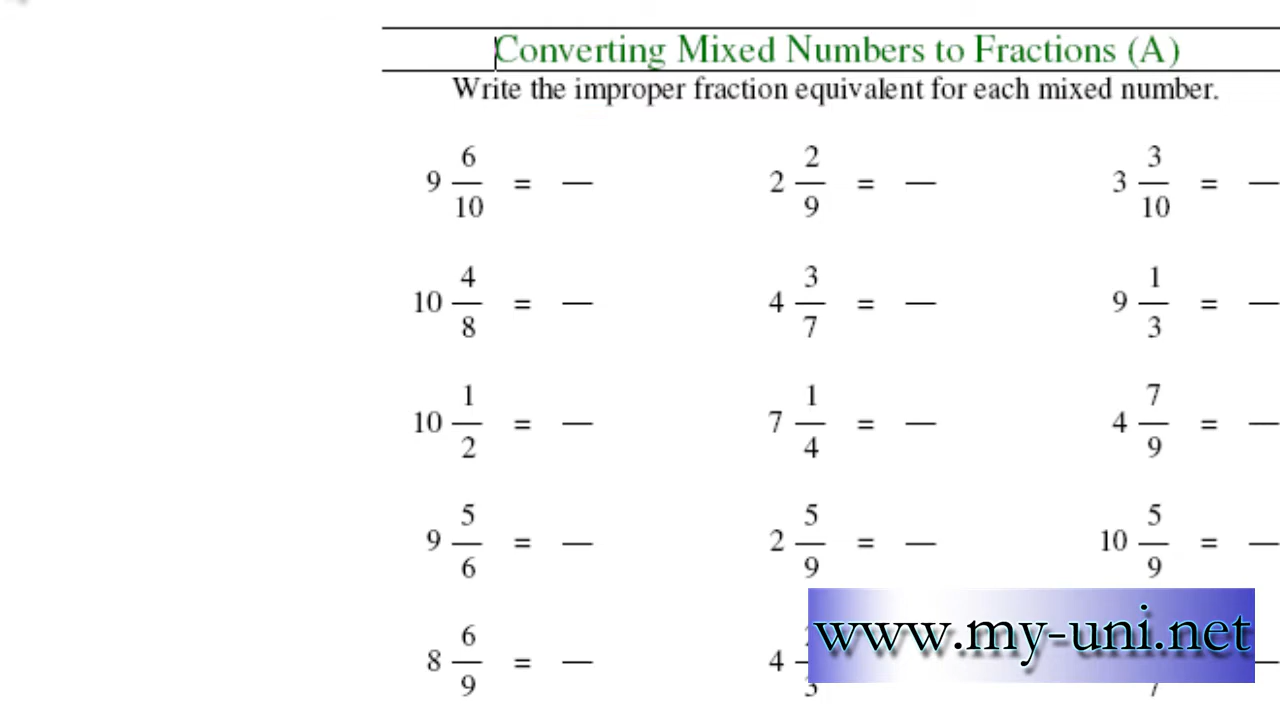 Converting Mixed Numbers to Fractions (A)
Write the improper fraction equivalent for each mixed number.
9 6/10 = — 2 2/9 = — 3 3/10 = —
10 4/8 = — 4 3/7 = — 9 1/3 = —
10 1/2 = — 7 1/4 = — 4 7/9 = —
9 5/6 = — 2 5/9 = — 10 5/9 = —
8 6/9 = — 4
www.my-uni.net